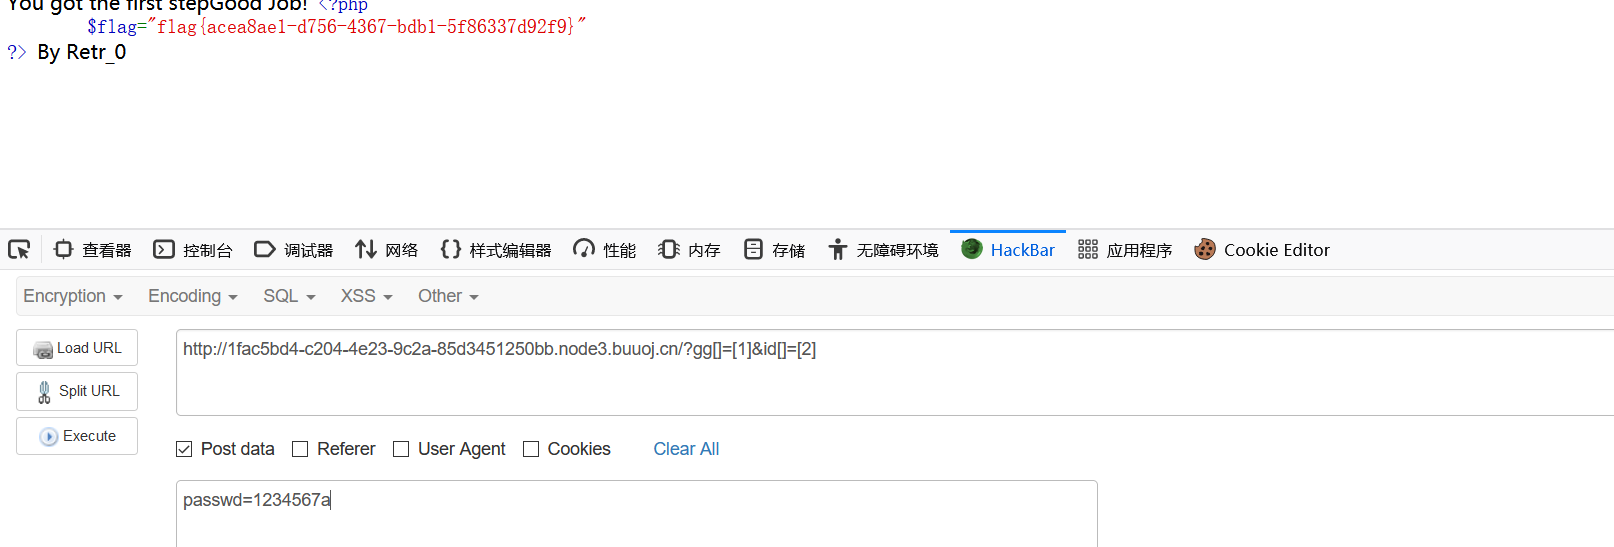 You got the first stepGood Job! <?php
$flag="flag{acea8ae1-d756-4367-bdb1-5f86337d92f9}"
?> By Retr_0
查看器 控制台 调试器 网络 样式编辑器 性能 内存 存储 无障碍环境 HackBar 应用程序 Cookie Editor
Encryption Encoding SQL XSS Other
Load URL
http://1fac5bd4-c204-4e23-9c2a-85d3451250bb.node3.buuoj.cn/?gg[]=[1]&id[]=[2]
Split URL
Execute
Post data Referer User Agent Cookies Clear All
passwd=1234567a